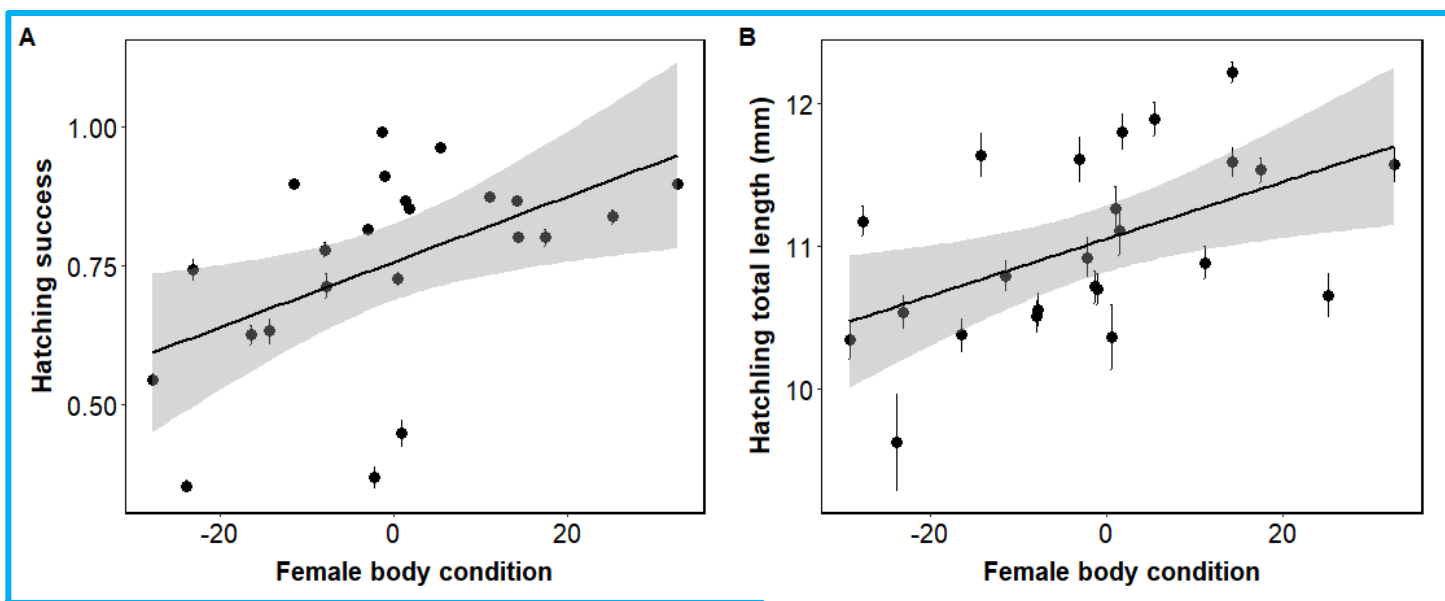 A
Hatching success
1.00
0.75
0.50
-20 0 20
Female body condition
B
Hatchling total length (mm)
12
11
10
-20 0 20
Female body condition